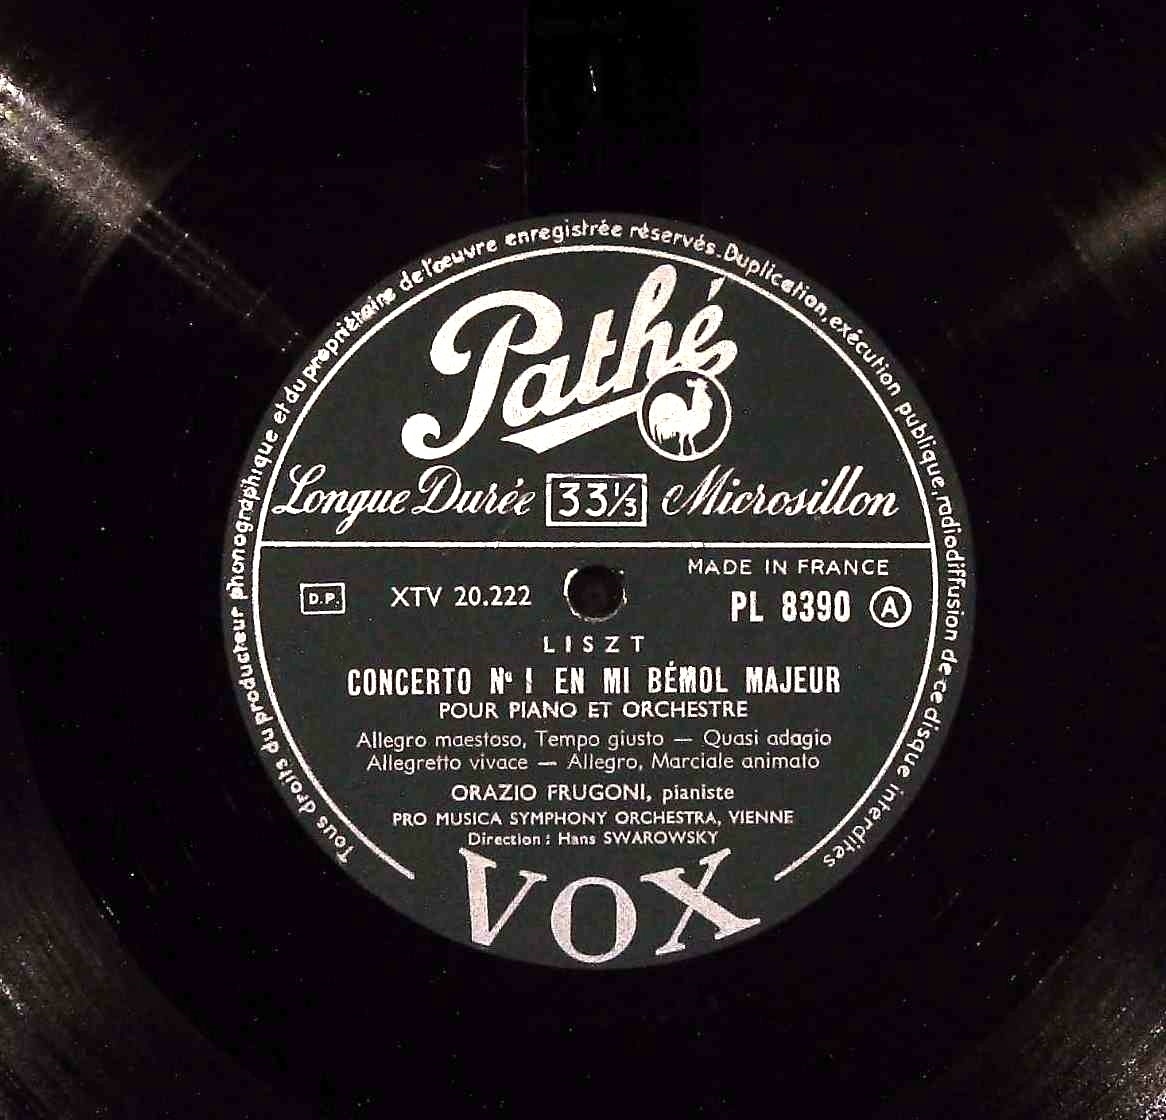 Tous droits du producteur phonographique et du propriétaire de l'œuvre enregistrée réservés. Duplication, exécution publique, radiodiffusion de ce disque interdites
Pathé
Longue Durée 33⅓ Microsillon
MADE IN FRANCE
D.P. XTV 20.222 PL 8390 A
LISZT
CONCERTO Nº 1 EN MI BÉMOL MAJEUR
POUR PIANO ET ORCHESTRE
Allegro maestoso, Tempo giusto — Quasi adagio
Allegretto vivace — Allegro, Marciale animato
ORAZIO FRUGONI, pianiste
PRO MUSICA SYMPHONY ORCHESTRA, VIENNE
Direction : Hans SWAROWSKY
VOX